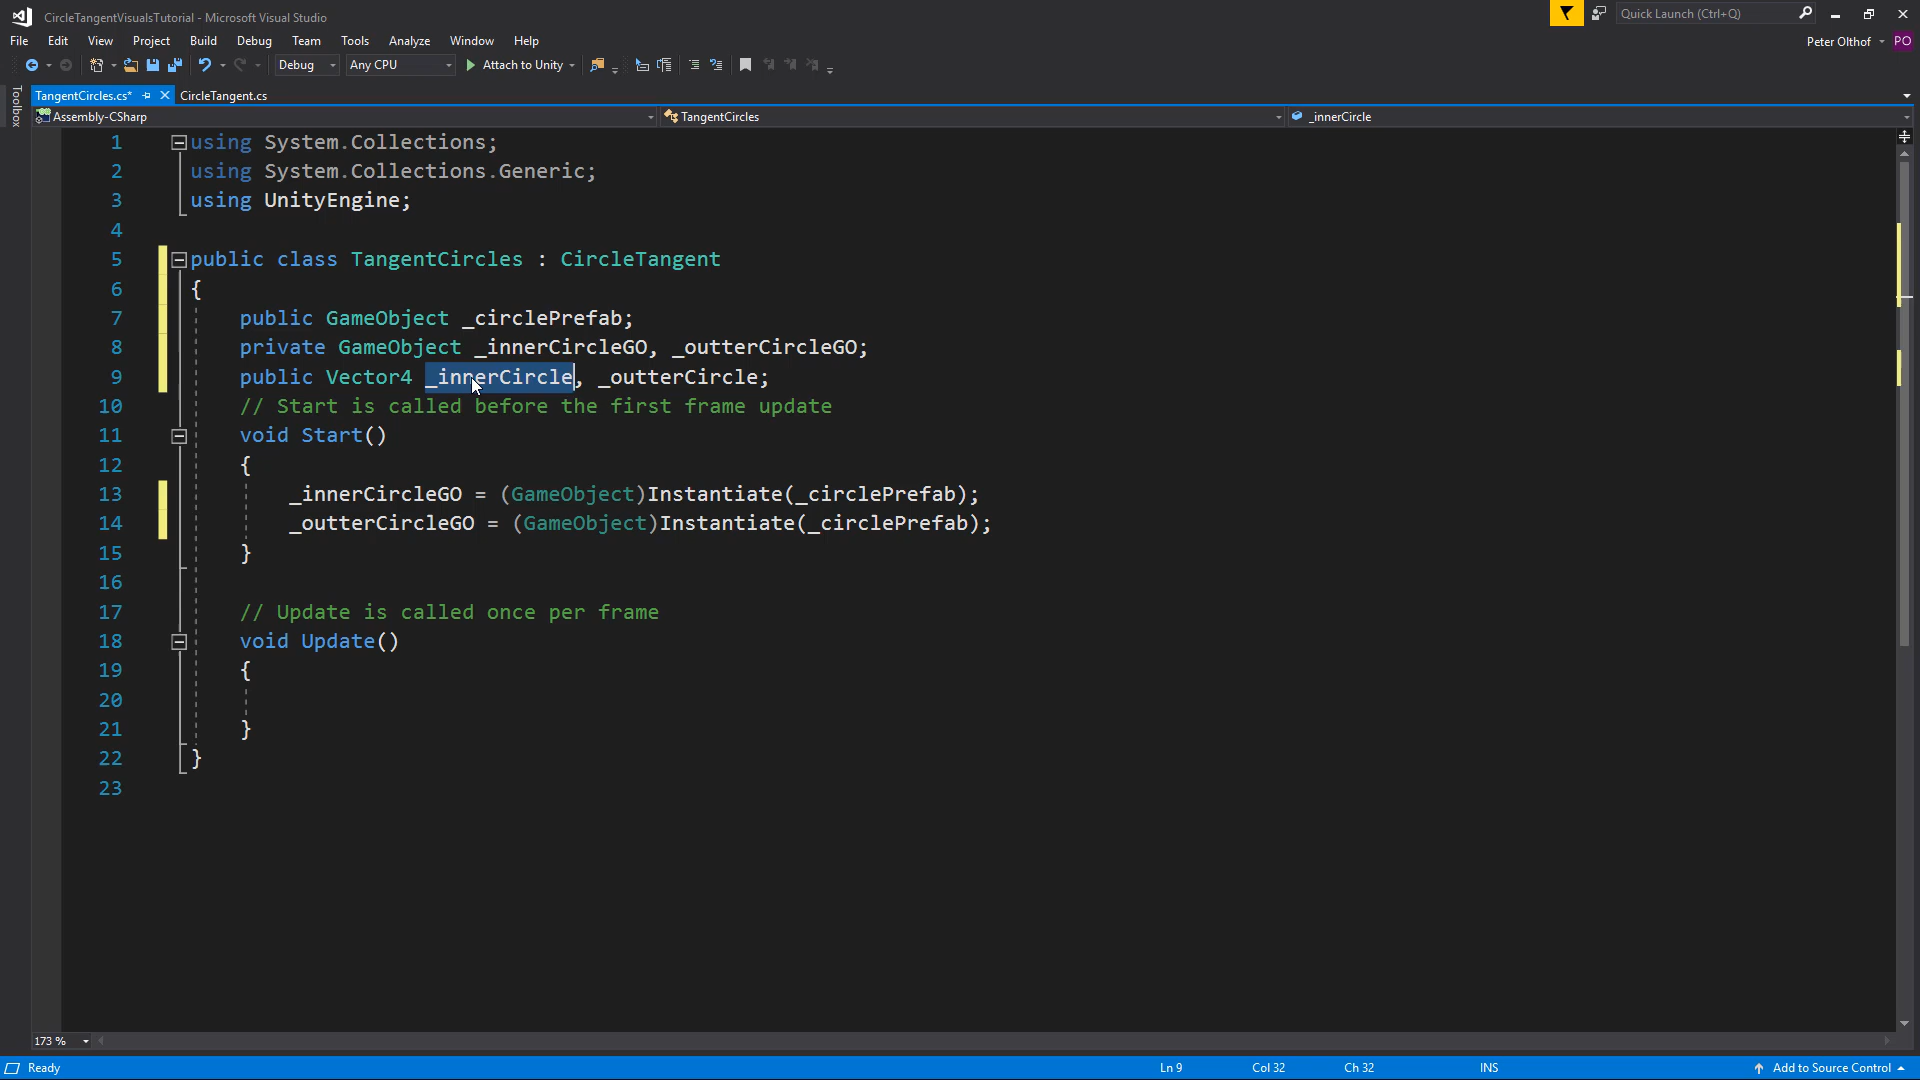 CircleTangentVisualsTutorial - Microsoft Visual Studio
Quick Launch (Ctrl+Q)
File Edit View Project Build Debug Team Tools Analyze Window Help
Peter Olthof PO
Debug Any CPU Attach to Unity
Toolbox
TangentCircles.cs* CircleTangent.cs
Assembly-CSharp TangentCircles _innerCircle
1 using System.Collections;
2 using System.Collections.Generic;
3 using UnityEngine;
4
5 public class TangentCircles : CircleTangent
6 {
7 public GameObject _circlePrefab;
8 private GameObject _innerCircleGO, _outterCircleGO;
9 public Vector4 _innerCircle, _outterCircle;
10 // Start is called before the first frame update
11 void Start()
12 {
13 _innerCircleGO = (GameObject)Instantiate(_circlePrefab);
14 _outterCircleGO = (GameObject)Instantiate(_circlePrefab);
15 }
16
17 // Update is called once per frame
18 void Update()
19 {
20
21 }
22 }
23
173 %
Ready Ln 9 Col 32 Ch 32 INS Add to Source Control